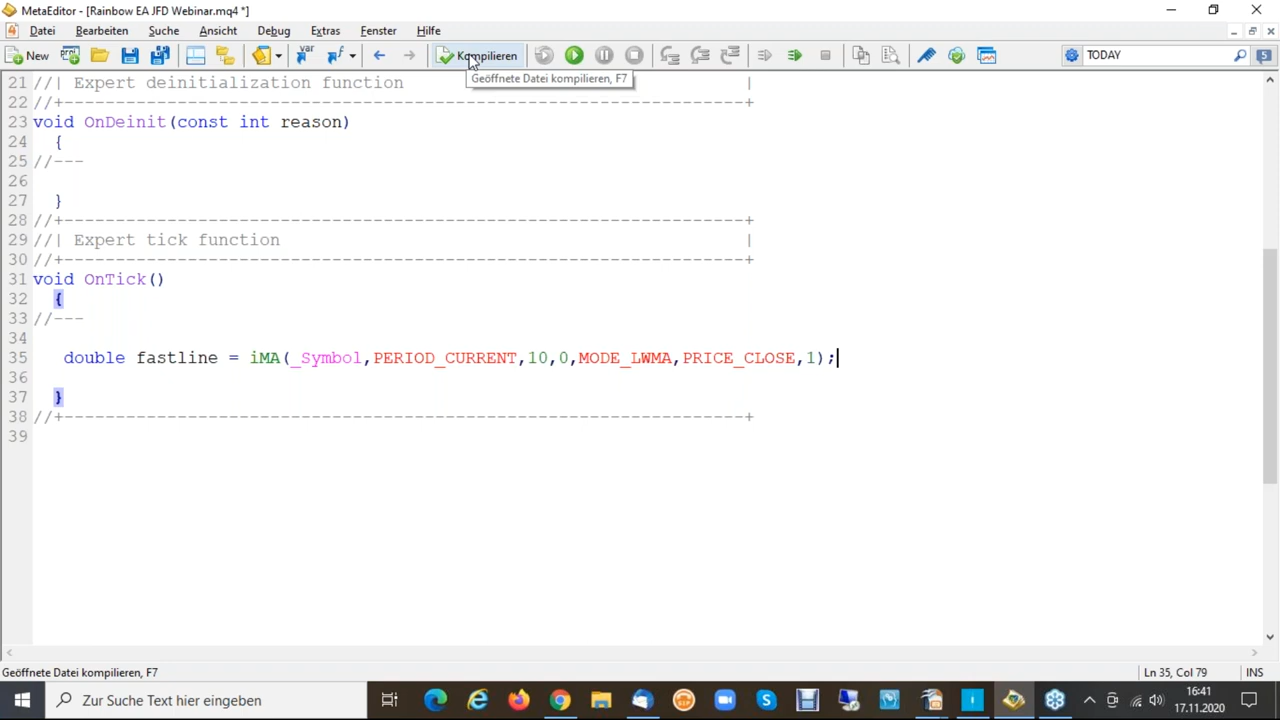 MetaEditor - [Rainbow EA JFD Webinar.mq4 *]
Datei Bearbeiten Suche Ansicht Debug Extras Fenster Hilfe
New Kompilieren TODAY 5
Geöffnete Datei kompilieren, F7
21 //| Expert deinitialization function |
22 //+------------------------------------------------------------------+
23 void OnDeinit(const int reason)
24 {
25 //---
26
27 }
28 //+------------------------------------------------------------------+
29 //| Expert tick function |
30 //+------------------------------------------------------------------+
31 void OnTick()
32 {
33 //---
34
35 double fastline = iMA(_Symbol,PERIOD_CURRENT,10,0,MODE_LWMA,PRICE_CLOSE,1);
36
37 }
38 //+------------------------------------------------------------------+
39
Geöffnete Datei kompilieren, F7 Ln 35, Col 79 INS
Zur Suche Text hier eingeben 16:41
17.11.2020